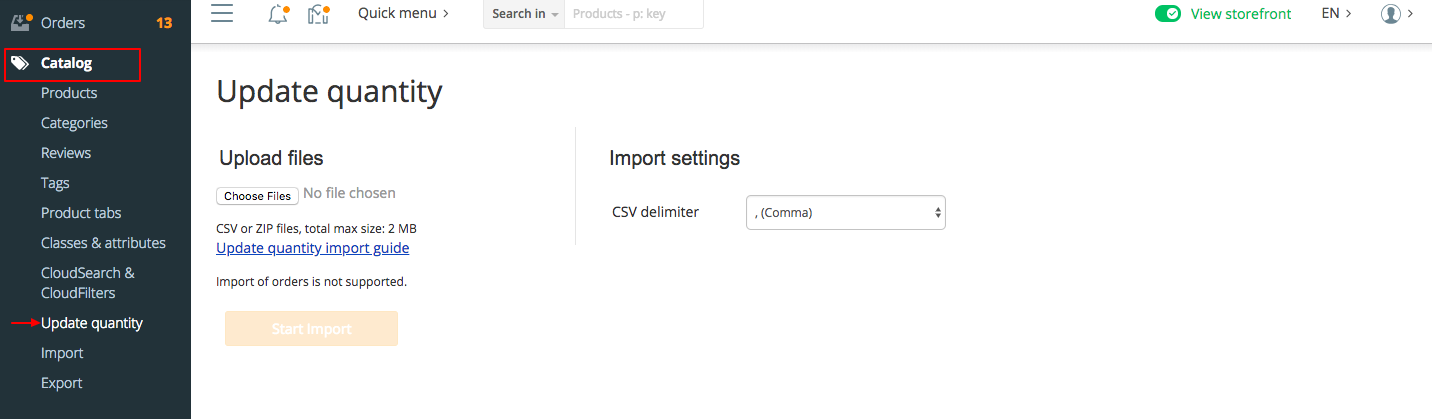 Orders 13
Catalog
Products
Categories
Reviews
Tags
Product tabs
Classes & attributes
CloudSearch &
CloudFilters
Update quantity
Import
Export
Quick menu
Search in
Products - p: key
View storefront
EN
Update quantity
Upload files
Choose Files No file chosen
CSV or ZIP files, total max size: 2 MB
Update quantity import guide
Import of orders is not supported.
Start Import
Import settings
CSV delimiter
, (Comma)